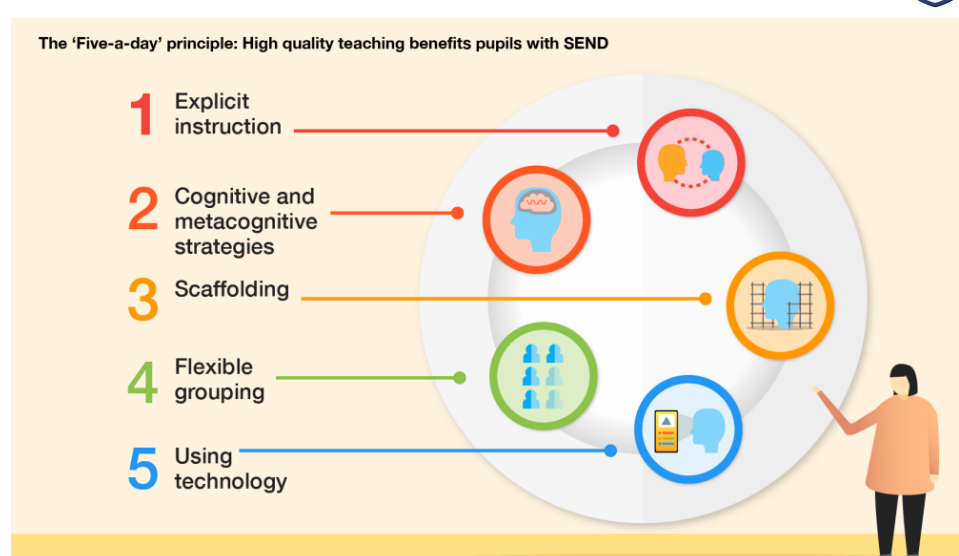 The ‘Five-a-day’ principle: High quality teaching benefits pupils with SEND
1 Explicit
instruction
2 Cognitive and
metacognitive
strategies
3 Scaffolding
4 Flexible
grouping
5 Using
technology